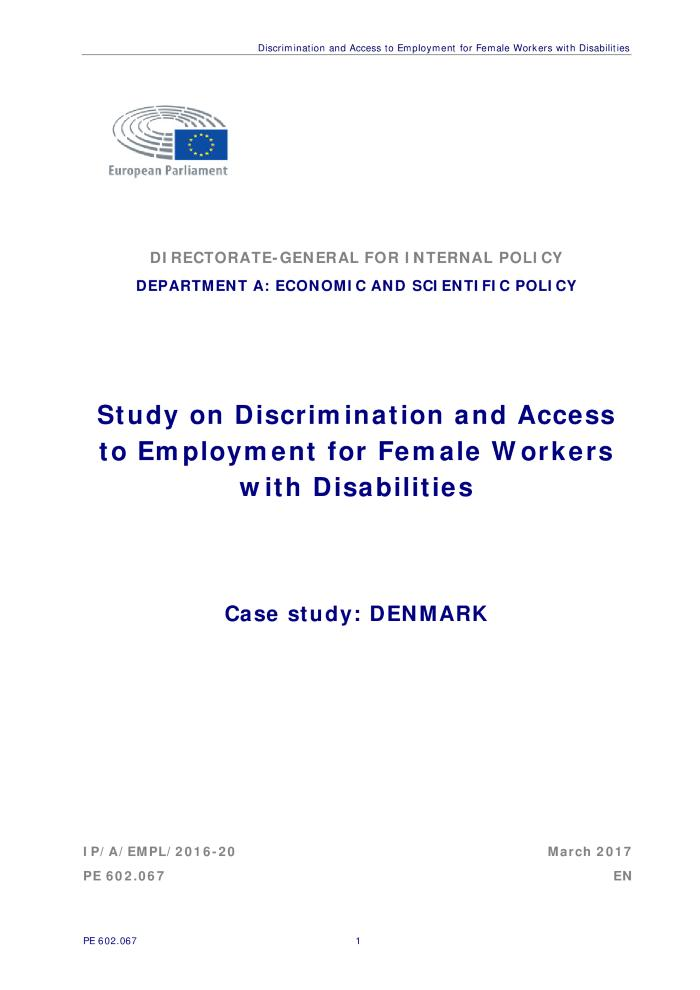 Discrimination and Access to Employment for Female Workers with Disabilities
European Parliament
DIRECTORATE-GENERAL FOR INTERNAL POLICY
DEPARTMENT A: ECONOMIC AND SCIENTIFIC POLICY
Study on Discrimination and Access
to Employment for Female Workers
with Disabilities
Case study: DENMARK
IP/A/EMPL/2016-20 March 2017
PE 602.067 EN
PE 602.067 1